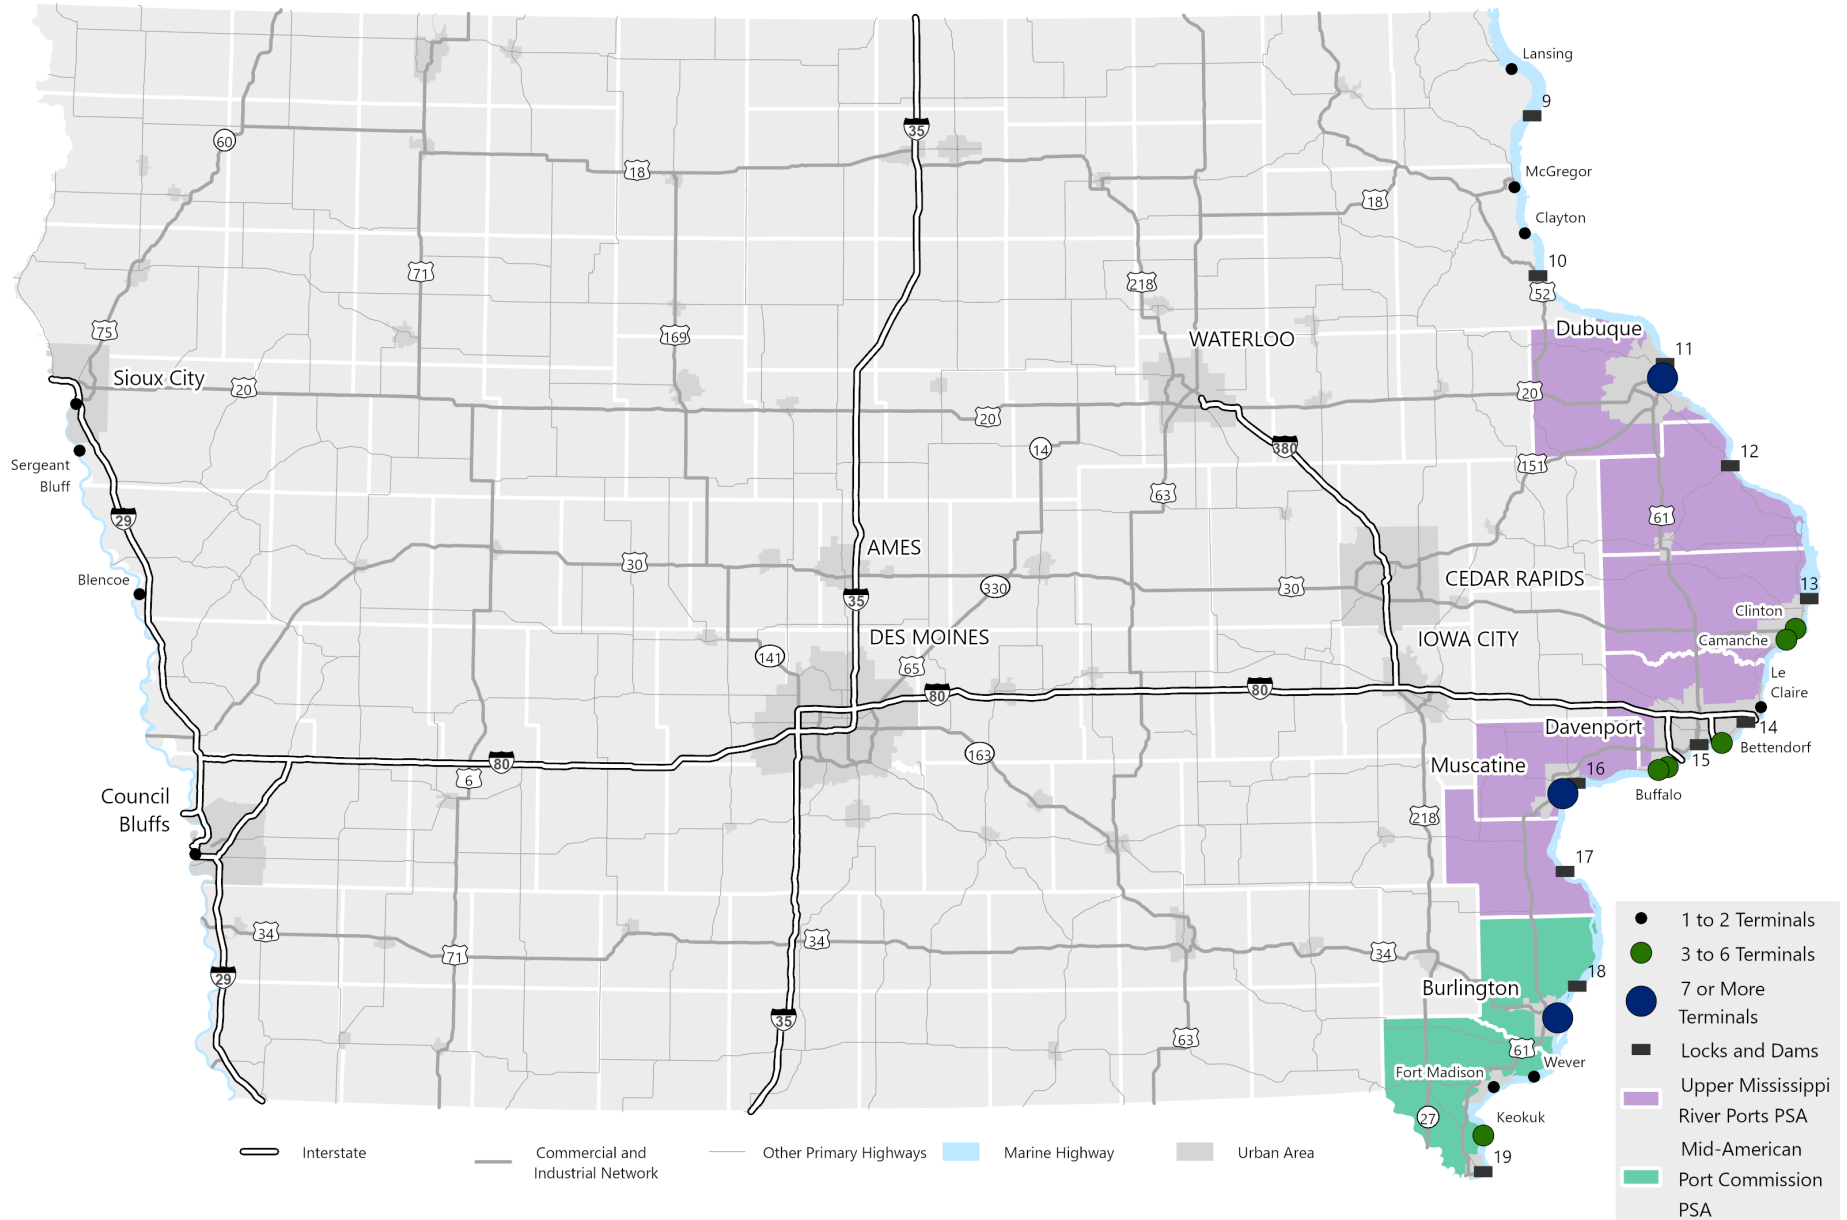 Lansing
9
35
60
18
McGregor
18
Clayton
10
71
218
52
75
169
WATERLOO
Dubuque
11
Sioux City
20
20
20
14
380
12
Sergeant
Bluff
151
63
29
61
AMES
30
Blencoe
330
30
CEDAR RAPIDS
13
35
Clinton
DES MOINES
IOWA CITY
Camanche
141
65
Le
Claire
80
80
Davenport
14
163
Bettendorf
80
6
Muscatine
16
15
Buffalo
Council
Bluffs
218
17
34
34
34
71
29
18
Burlington
35
63
61
Wever
Fort Madison
27
Keokuk
19
1 to 2 Terminals
3 to 6 Terminals
7 or More
Terminals
Locks and Dams
Upper Mississippi
River Ports PSA
Mid-American
Port Commission
PSA
Interstate
Commercial and
Industrial Network
Other Primary Highways
Marine Highway
Urban Area